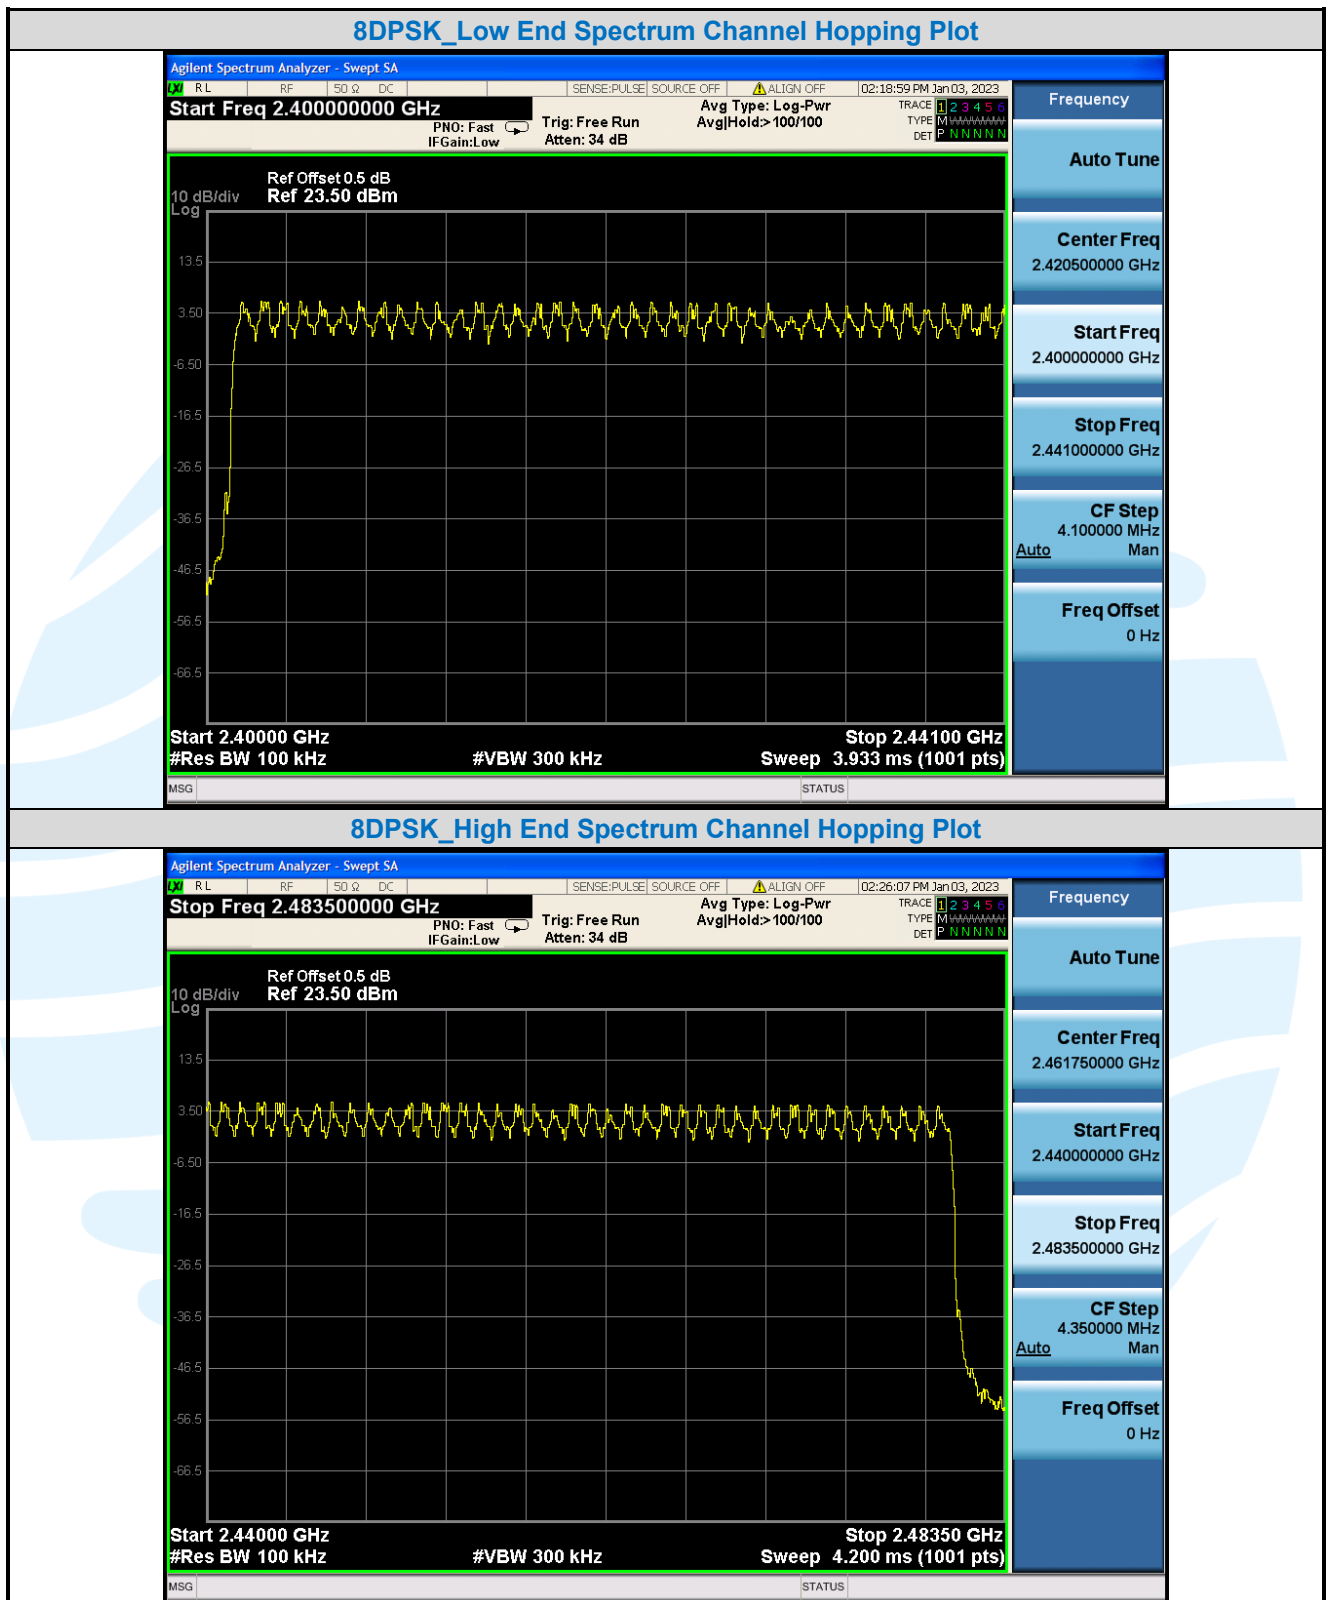 8DPSK_Low End Spectrum Channel Hopping Plot
Agilent Spectrum Analyzer - Swept SA
LXI RL RF 50 Ω DC SENSE:PULSE SOURCE OFF ALIGN OFF 02:18:59 PM Jan 03, 2023
Start Freq 2.400000000 GHz
PNO: Fast
IFGain:Low
Trig: Free Run
Atten: 34 dB
Avg Type: Log-Pwr
Avg|Hold:>100/100
TRACE 1 2 3 4 5 6
TYPE M WWWWW
DET P N N N N N
Frequency
Auto Tune
Center Freq
2.420500000 GHz
Start Freq
2.400000000 GHz
Stop Freq
2.441000000 GHz
CF Step
4.100000 MHz
Auto Man
Freq Offset
0 Hz
Ref Offset 0.5 dB
10 dB/div Ref 23.50 dBm
Log
13.5
3.50
-6.50
-16.5
-26.5
-36.5
-46.5
-56.5
-66.5
Start 2.40000 GHz Stop 2.44100 GHz
#Res BW 100 kHz #VBW 300 kHz Sweep 3.933 ms (1001 pts)
MSG STATUS
8DPSK_High End Spectrum Channel Hopping Plot
Agilent Spectrum Analyzer - Swept SA
LXI RL RF 50 Ω DC SENSE:PULSE SOURCE OFF ALIGN OFF 02:26:07 PM Jan 03, 2023
Stop Freq 2.483500000 GHz
PNO: Fast
IFGain:Low
Trig: Free Run
Atten: 34 dB
Avg Type: Log-Pwr
Avg|Hold:>100/100
TRACE 1 2 3 4 5 6
TYPE M WWWWW
DET P N N N N N
Frequency
Auto Tune
Center Freq
2.461750000 GHz
Start Freq
2.440000000 GHz
Stop Freq
2.483500000 GHz
CF Step
4.350000 MHz
Auto Man
Freq Offset
0 Hz
Ref Offset 0.5 dB
10 dB/div Ref 23.50 dBm
Log
13.5
3.50
-6.50
-16.5
-26.5
-36.5
-46.5
-56.5
-66.5
Start 2.44000 GHz Stop 2.48350 GHz
#Res BW 100 kHz #VBW 300 kHz Sweep 4.200 ms (1001 pts)
MSG STATUS